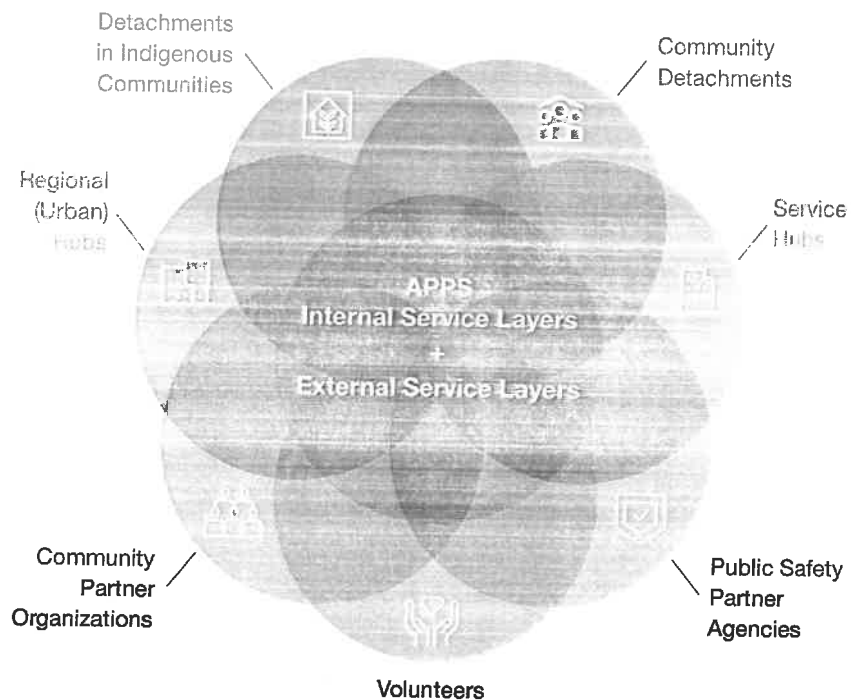 Detachments
in Indigenous
Communities
Community
Detachments
Regional
(Urban)
Hubs
Service
Hubs
APPS
Internal Service Layers
+
External Service Layers
Community
Partner
Organizations
Public Safety
Partner
Agencies
Volunteers